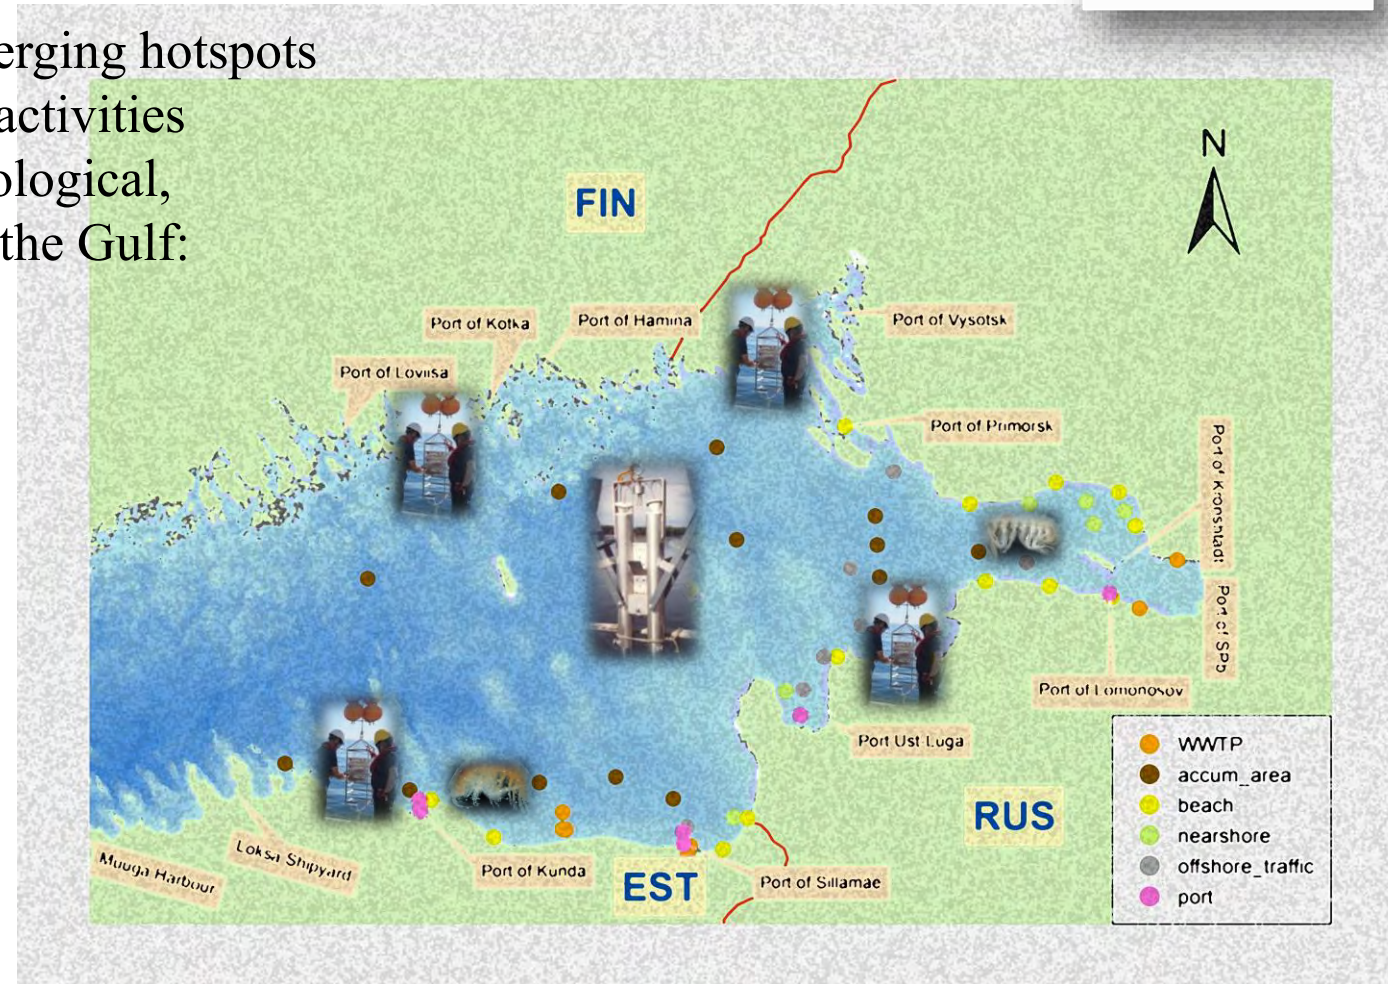 erging hotspots
activities
ological,
the Gulf:
N
FIN
Port of Kotka
Port of Hamina
Port of Vysotsk
Port of Loviisa
Port of Primorsk
Port of Kronshtadt
Port of SPb
Port of Lomonosov
Port Ust Luga
WWTP
accum_area
beach
nearshore
offshore_traffic
port
RUS
Loksa Shipyard
Muuga Harbour
Port of Kunda
EST
Port of Sillamae